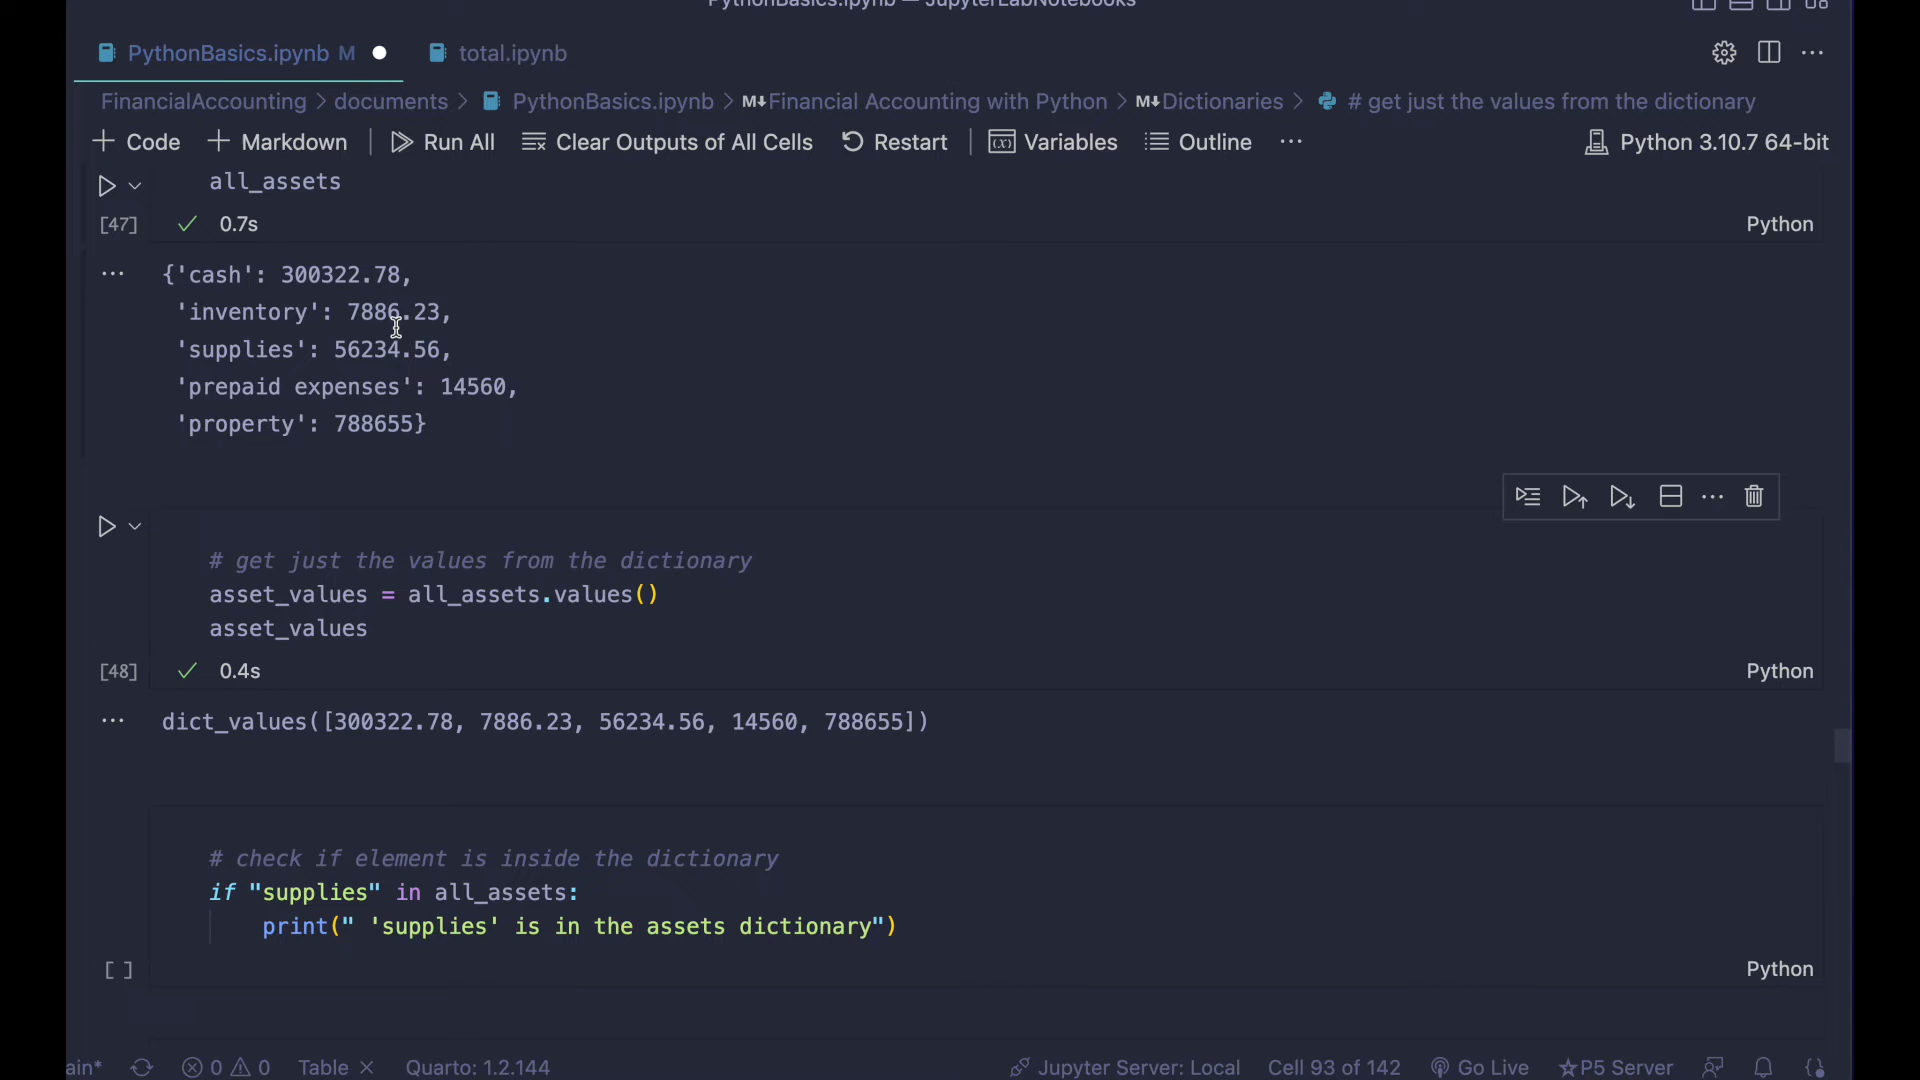 PythonBasics.ipynb — JupyterLabNotebooks
PythonBasics.ipynb M ● total.ipynb
FinancialAccounting > documents > PythonBasics.ipynb > M↓Financial Accounting with Python > M↓Dictionaries > # get just the values from the dictionary
+ Code + Markdown | Run All Clear Outputs of All Cells Restart | Variables Outline ··· Python 3.10.7 64-bit
all_assets
[47] ✓ 0.7s Python
{'cash': 300322.78,
'inventory': 7886.23,
'supplies': 56234.56,
'prepaid expenses': 14560,
'property': 788655}
# get just the values from the dictionary
asset_values = all_assets.values()
asset_values
[48] ✓ 0.4s Python
dict_values([300322.78, 7886.23, 56234.56, 14560, 788655])
# check if element is inside the dictionary
if "supplies" in all_assets:
print(" 'supplies' is in the assets dictionary")
[ ] Python
ain* 0 0 Table × Quarto: 1.2.144 Jupyter Server: Local Cell 93 of 142 Go Live ☆P5 Server